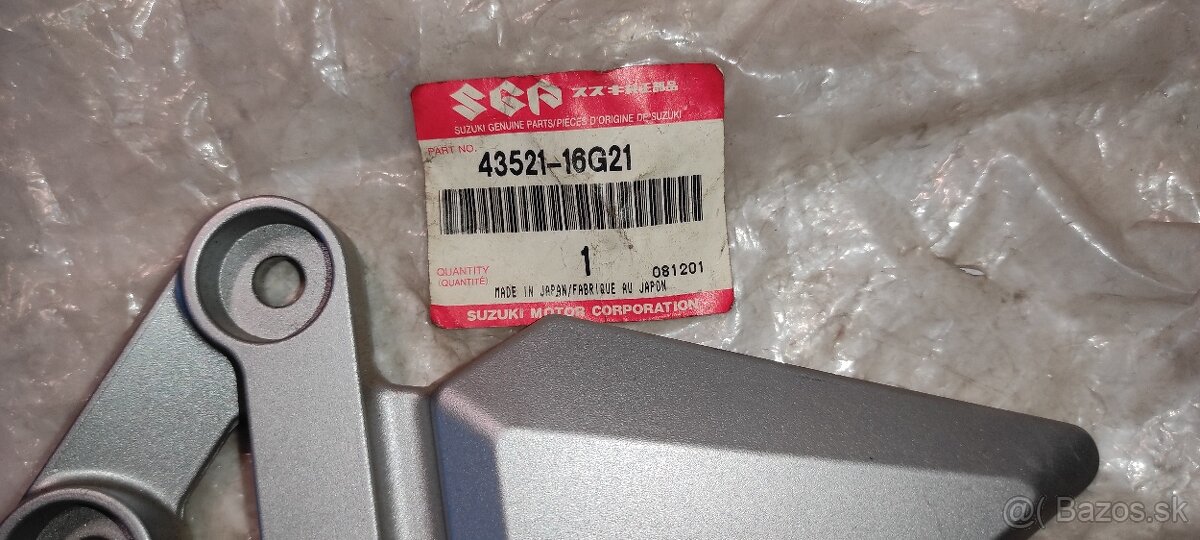 SGP スズキ純正部品
SUZUKI GENUINE PARTS/PIÈCES D'ORIGINE DE SUZUKI
PART NO. 43521-16G21
QUANTITY 1 081201
(QUANTITÉ)
MADE IN JAPAN/FABRIQUE AU JAPON
SUZUKI MOTOR CORPORATION
Bazos.sk